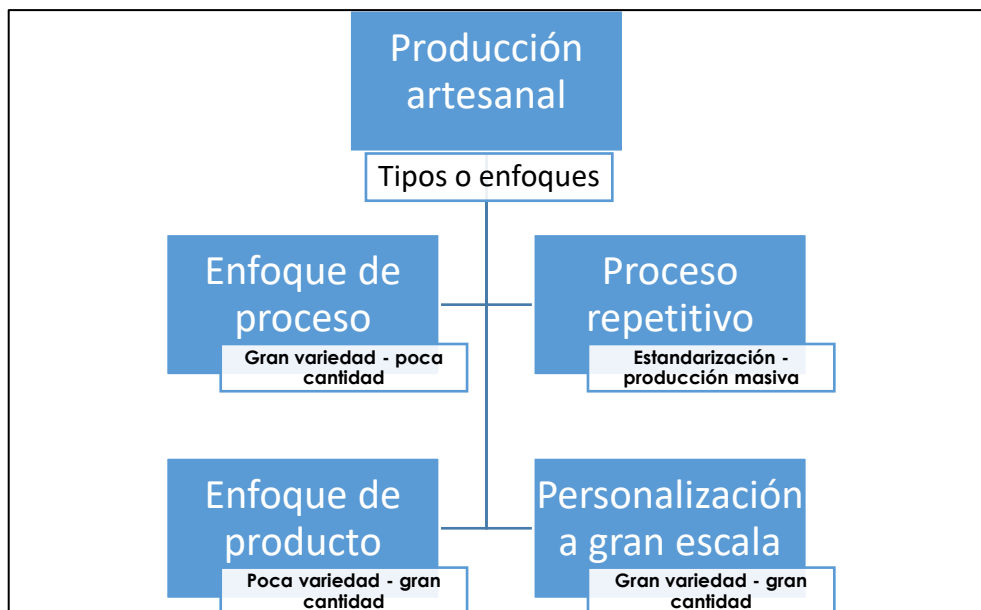 Producción
artesanal
Tipos o enfoques
Enfoque de
proceso
Gran variedad - poca
cantidad
Proceso
repetitivo
Estandarización -
producción masiva
Enfoque de
producto
Poca variedad - gran
cantidad
Personalización
a gran escala
Gran variedad - gran
cantidad